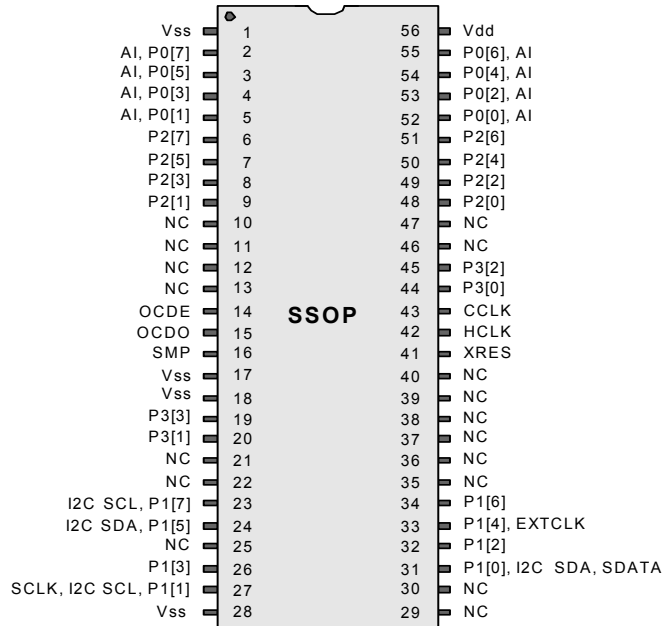 Vss 1 56 Vdd
AI, P0[7] 2 55 P0[6], AI
AI, P0[5] 3 54 P0[4], AI
AI, P0[3] 4 53 P0[2], AI
AI, P0[1] 5 52 P0[0], AI
P2[7] 6 51 P2[6]
P2[5] 7 50 P2[4]
P2[3] 8 49 P2[2]
P2[1] 9 48 P2[0]
NC 10 47 NC
NC 11 46 NC
NC 12 45 P3[2]
NC 13 44 P3[0]
OCDE 14 SSOP 43 CCLK
OCDO 15 42 HCLK
SMP 16 41 XRES
Vss 17 40 NC
Vss 18 39 NC
P3[3] 19 38 NC
P3[1] 20 37 NC
NC 21 36 NC
NC 22 35 NC
I2C SCL, P1[7] 23 34 P1[6]
I2C SDA, P1[5] 24 33 P1[4], EXTCLK
NC 25 32 P1[2]
P1[3] 26 31 P1[0], I2C SDA, SDATA
SCLK, I2C SCL, P1[1] 27 30 NC
Vss 28 29 NC